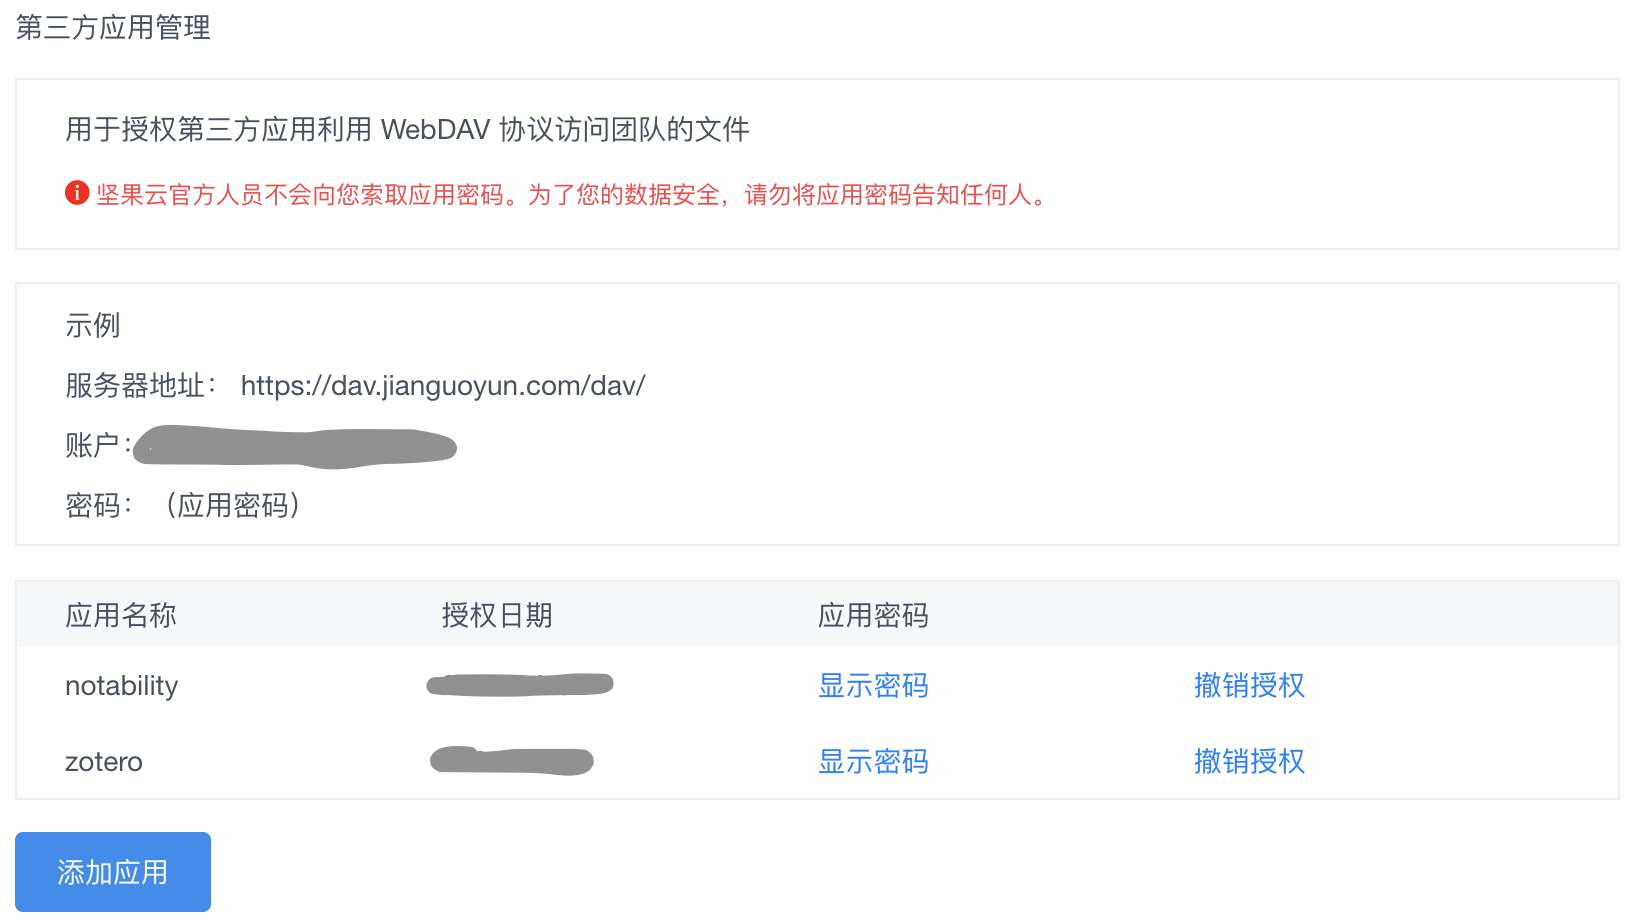 第三方应用管理
用于授权第三方应用利用 WebDAV 协议访问团队的文件
坚果云官方人员不会向您索取应用密码。为了您的数据安全，请勿将应用密码告知任何人。
示例
服务器地址： https://dav.jianguoyun.com/dav/
账户：
密码： （应用密码）
应用名称 授权日期 应用密码
notability 显示密码 撤销授权
zotero 显示密码 撤销授权
添加应用